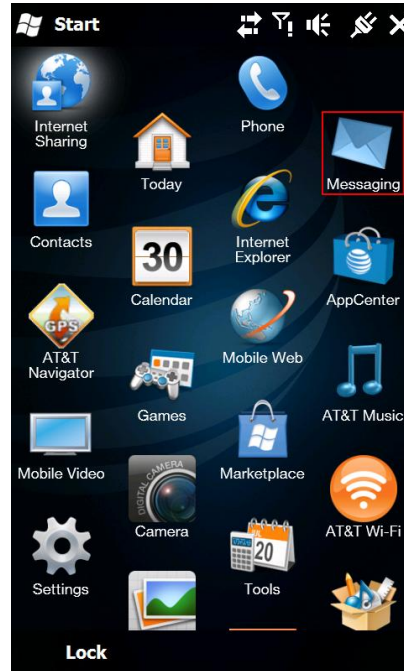 Start
Internet
Sharing
Phone
Today
Messaging
Contacts
Internet
Explorer
30
Calendar
AppCenter
GPS
AT&T
Navigator
Mobile Web
Games
AT&T Music
Mobile Video
Marketplace
DIGITAL CAMERA
Camera
AT&T Wi-Fi
20
Settings
Tools
Lock